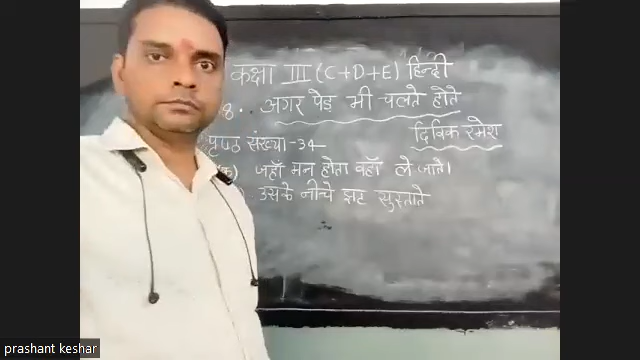 कक्षा III (C+D+E) हिन्दी
8. अगर पेड़ भी चलते होते
दिविक रमेश
पृष्ठ संख्या-34
क) जहाँ मन होता वहाँ ले जाते।
उसके नीचे झट सुस्ताते
prashant keshar